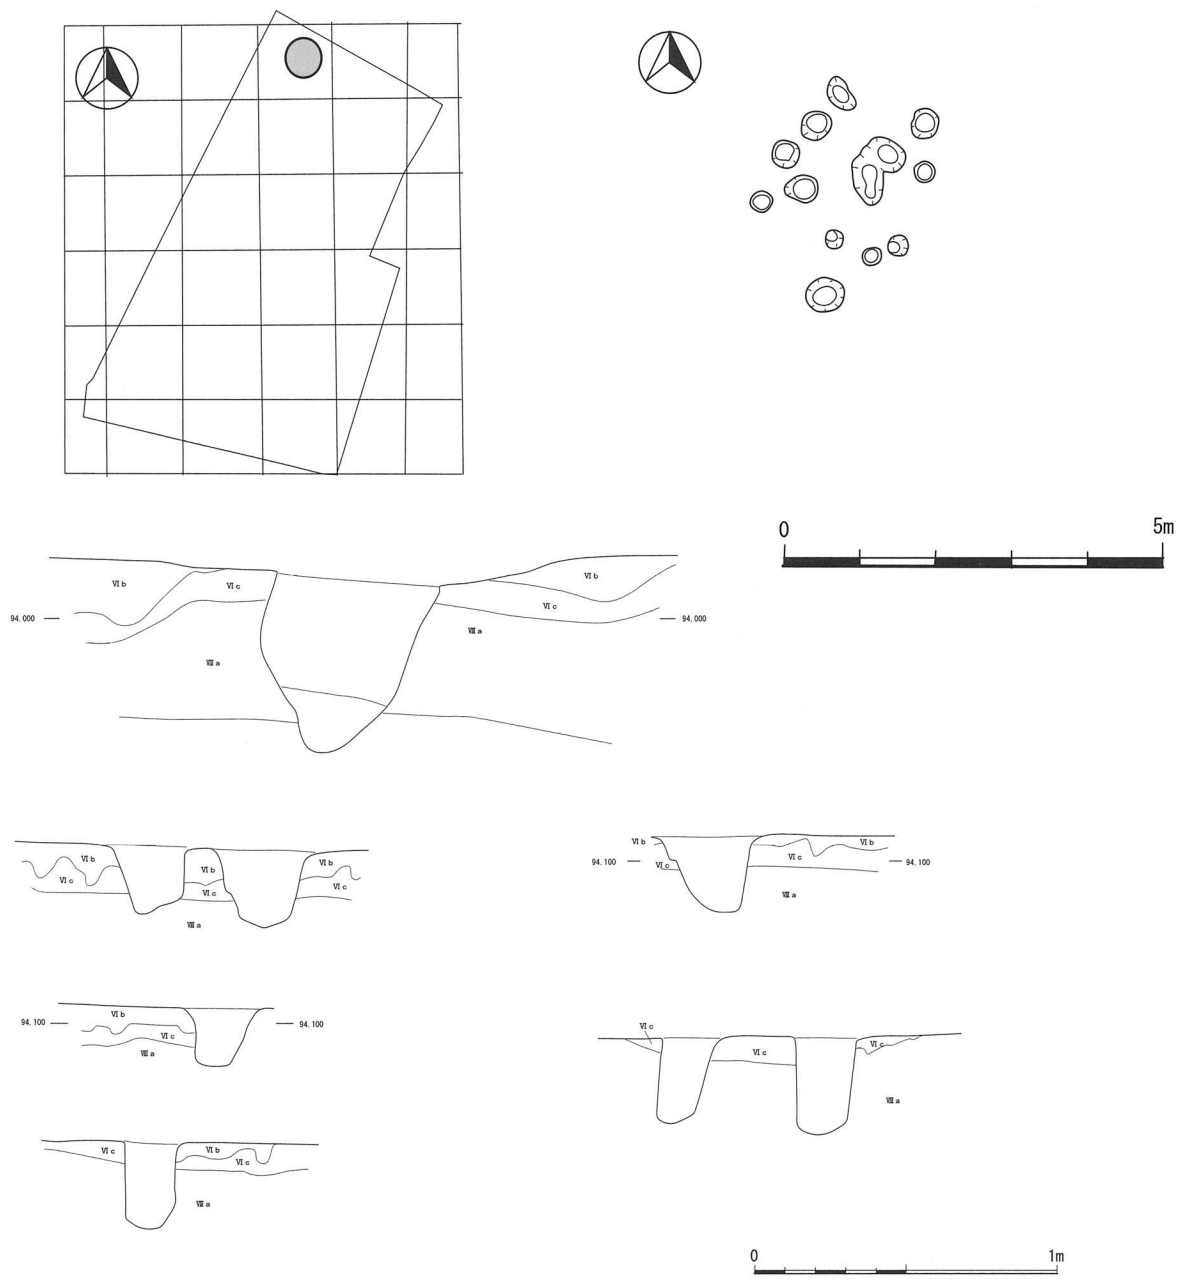 0 5m
Ⅵb Ⅵc Ⅵb
Ⅵc
94.000 94.000
Ⅶa
Ⅶa
Ⅵb Ⅵb Ⅵb
Ⅵc Ⅵc Ⅵc
Ⅶa
Ⅵb Ⅵb
94.100 Ⅵc Ⅵc 94.100
Ⅶa
Ⅵb
94.100 94.100
Ⅵc
Ⅶa
Ⅵc
Ⅵc Ⅵc
Ⅶa
Ⅵc Ⅵb
Ⅵc
Ⅶa
0 1m